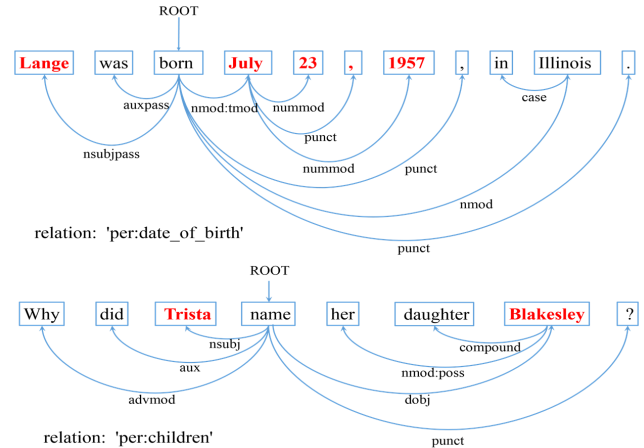 ROOT
Lange was born July 23 , 1957 , in Illinois .
auxpass nmod:tmod nummod case
punct
nsubjpass nummod punct
nmod
relation: 'per:date_of_birth' punct
ROOT
Why did Trista name her daughter Blakesley ?
nsubj compound
aux nmod:poss
advmod dobj
relation: 'per:children' punct